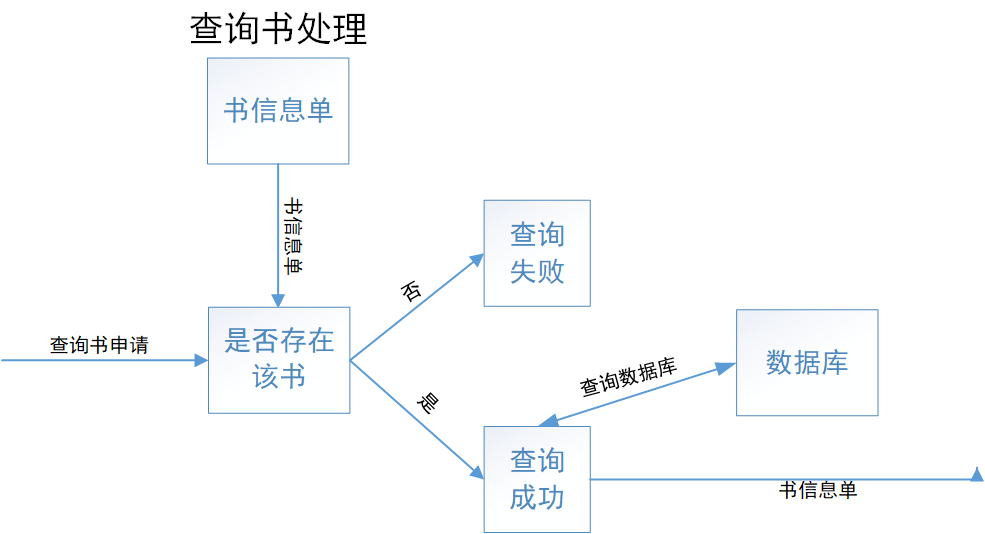 查询书处理
书信息单
书信息单
否
查询
失败
查询书申请
是否存在
该书
是
查询数据库
数据库
查询
成功
书信息单